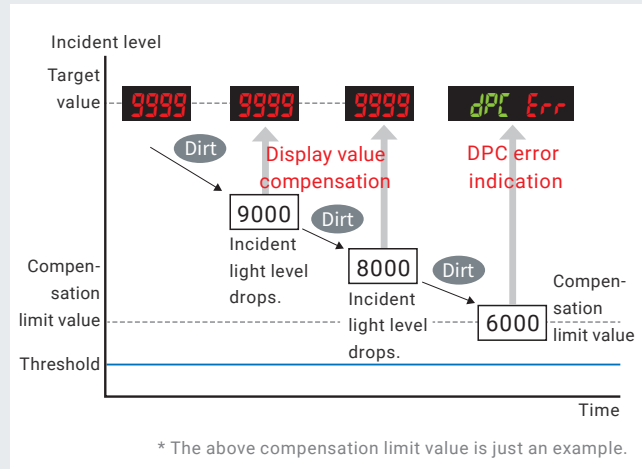 Incident level
Target
value
9999
9999
9999
dPC Err
Dirt
Display value
compensation
DPC error
indication
9000
Dirt
Incident
light level
drops.
8000
Dirt
Incident
light level
drops.
Compen-
sation
limit value
6000
Compen-
sation
limit value
Threshold
Time
* The above compensation limit value is just an example.